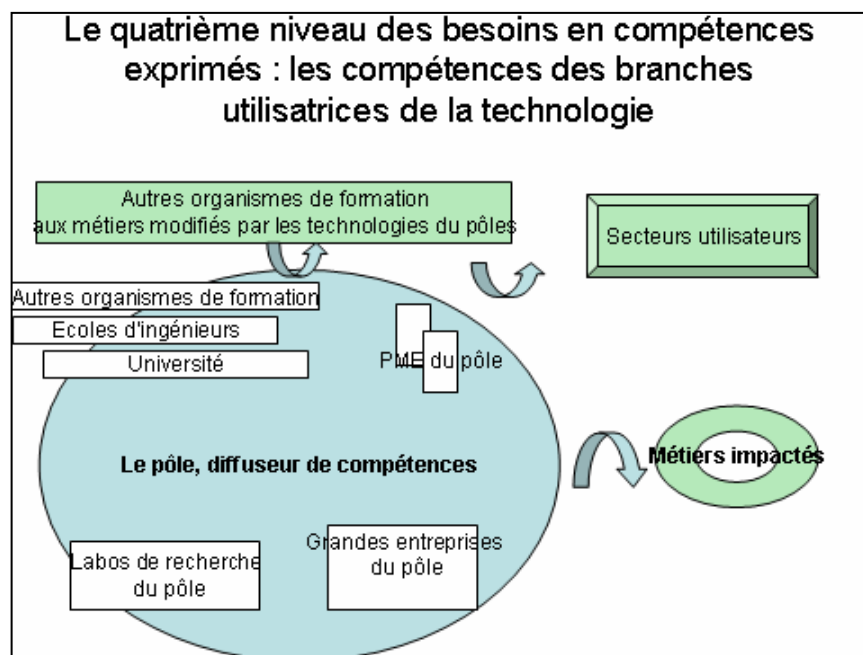 Le quatrième niveau des besoins en compétences
exprimés : les compétences des branches
utilisatrices de la technologie
Autres organismes de formation
aux métiers modifiés par les technologies du pôles
Secteurs utilisateurs
Autres organismes de formation
Ecoles d'ingénieurs
Université
PME du pôle
Le pôle, diffuseur de compétences
Métiers impactés
Labos de recherche
du pôle
Grandes entreprises
du pôle